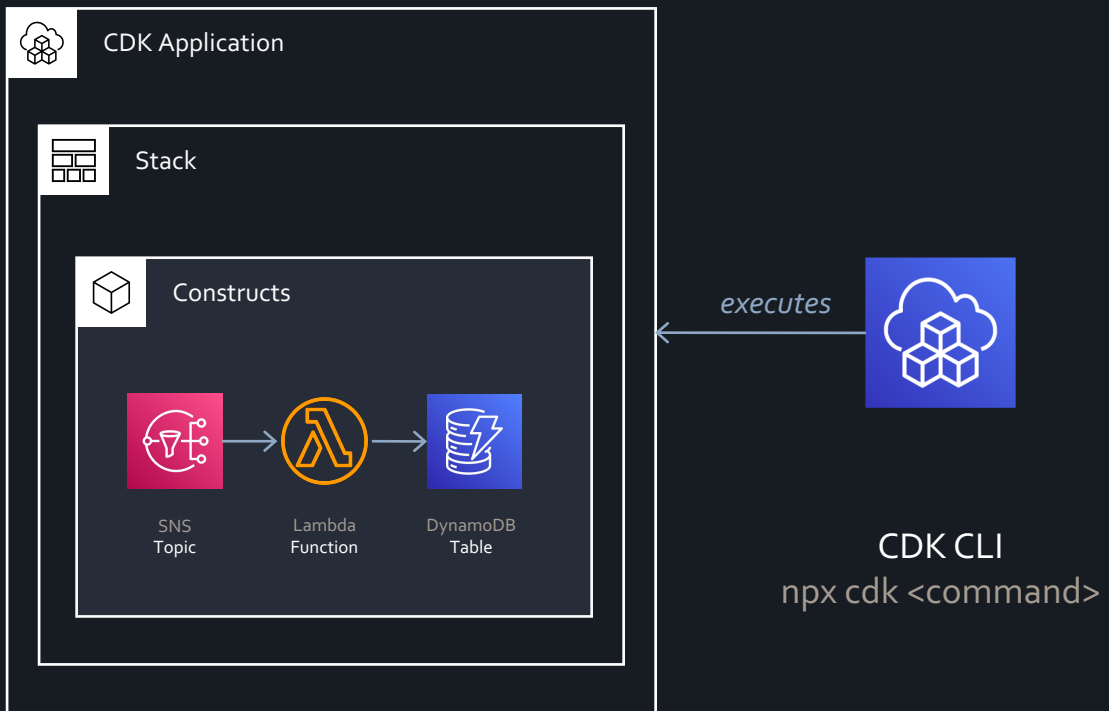 CDK Application
Stack
Constructs
executes
SNS
Topic
Lambda
Function
DynamoDB
Table
CDK CLI
npx cdk <command>